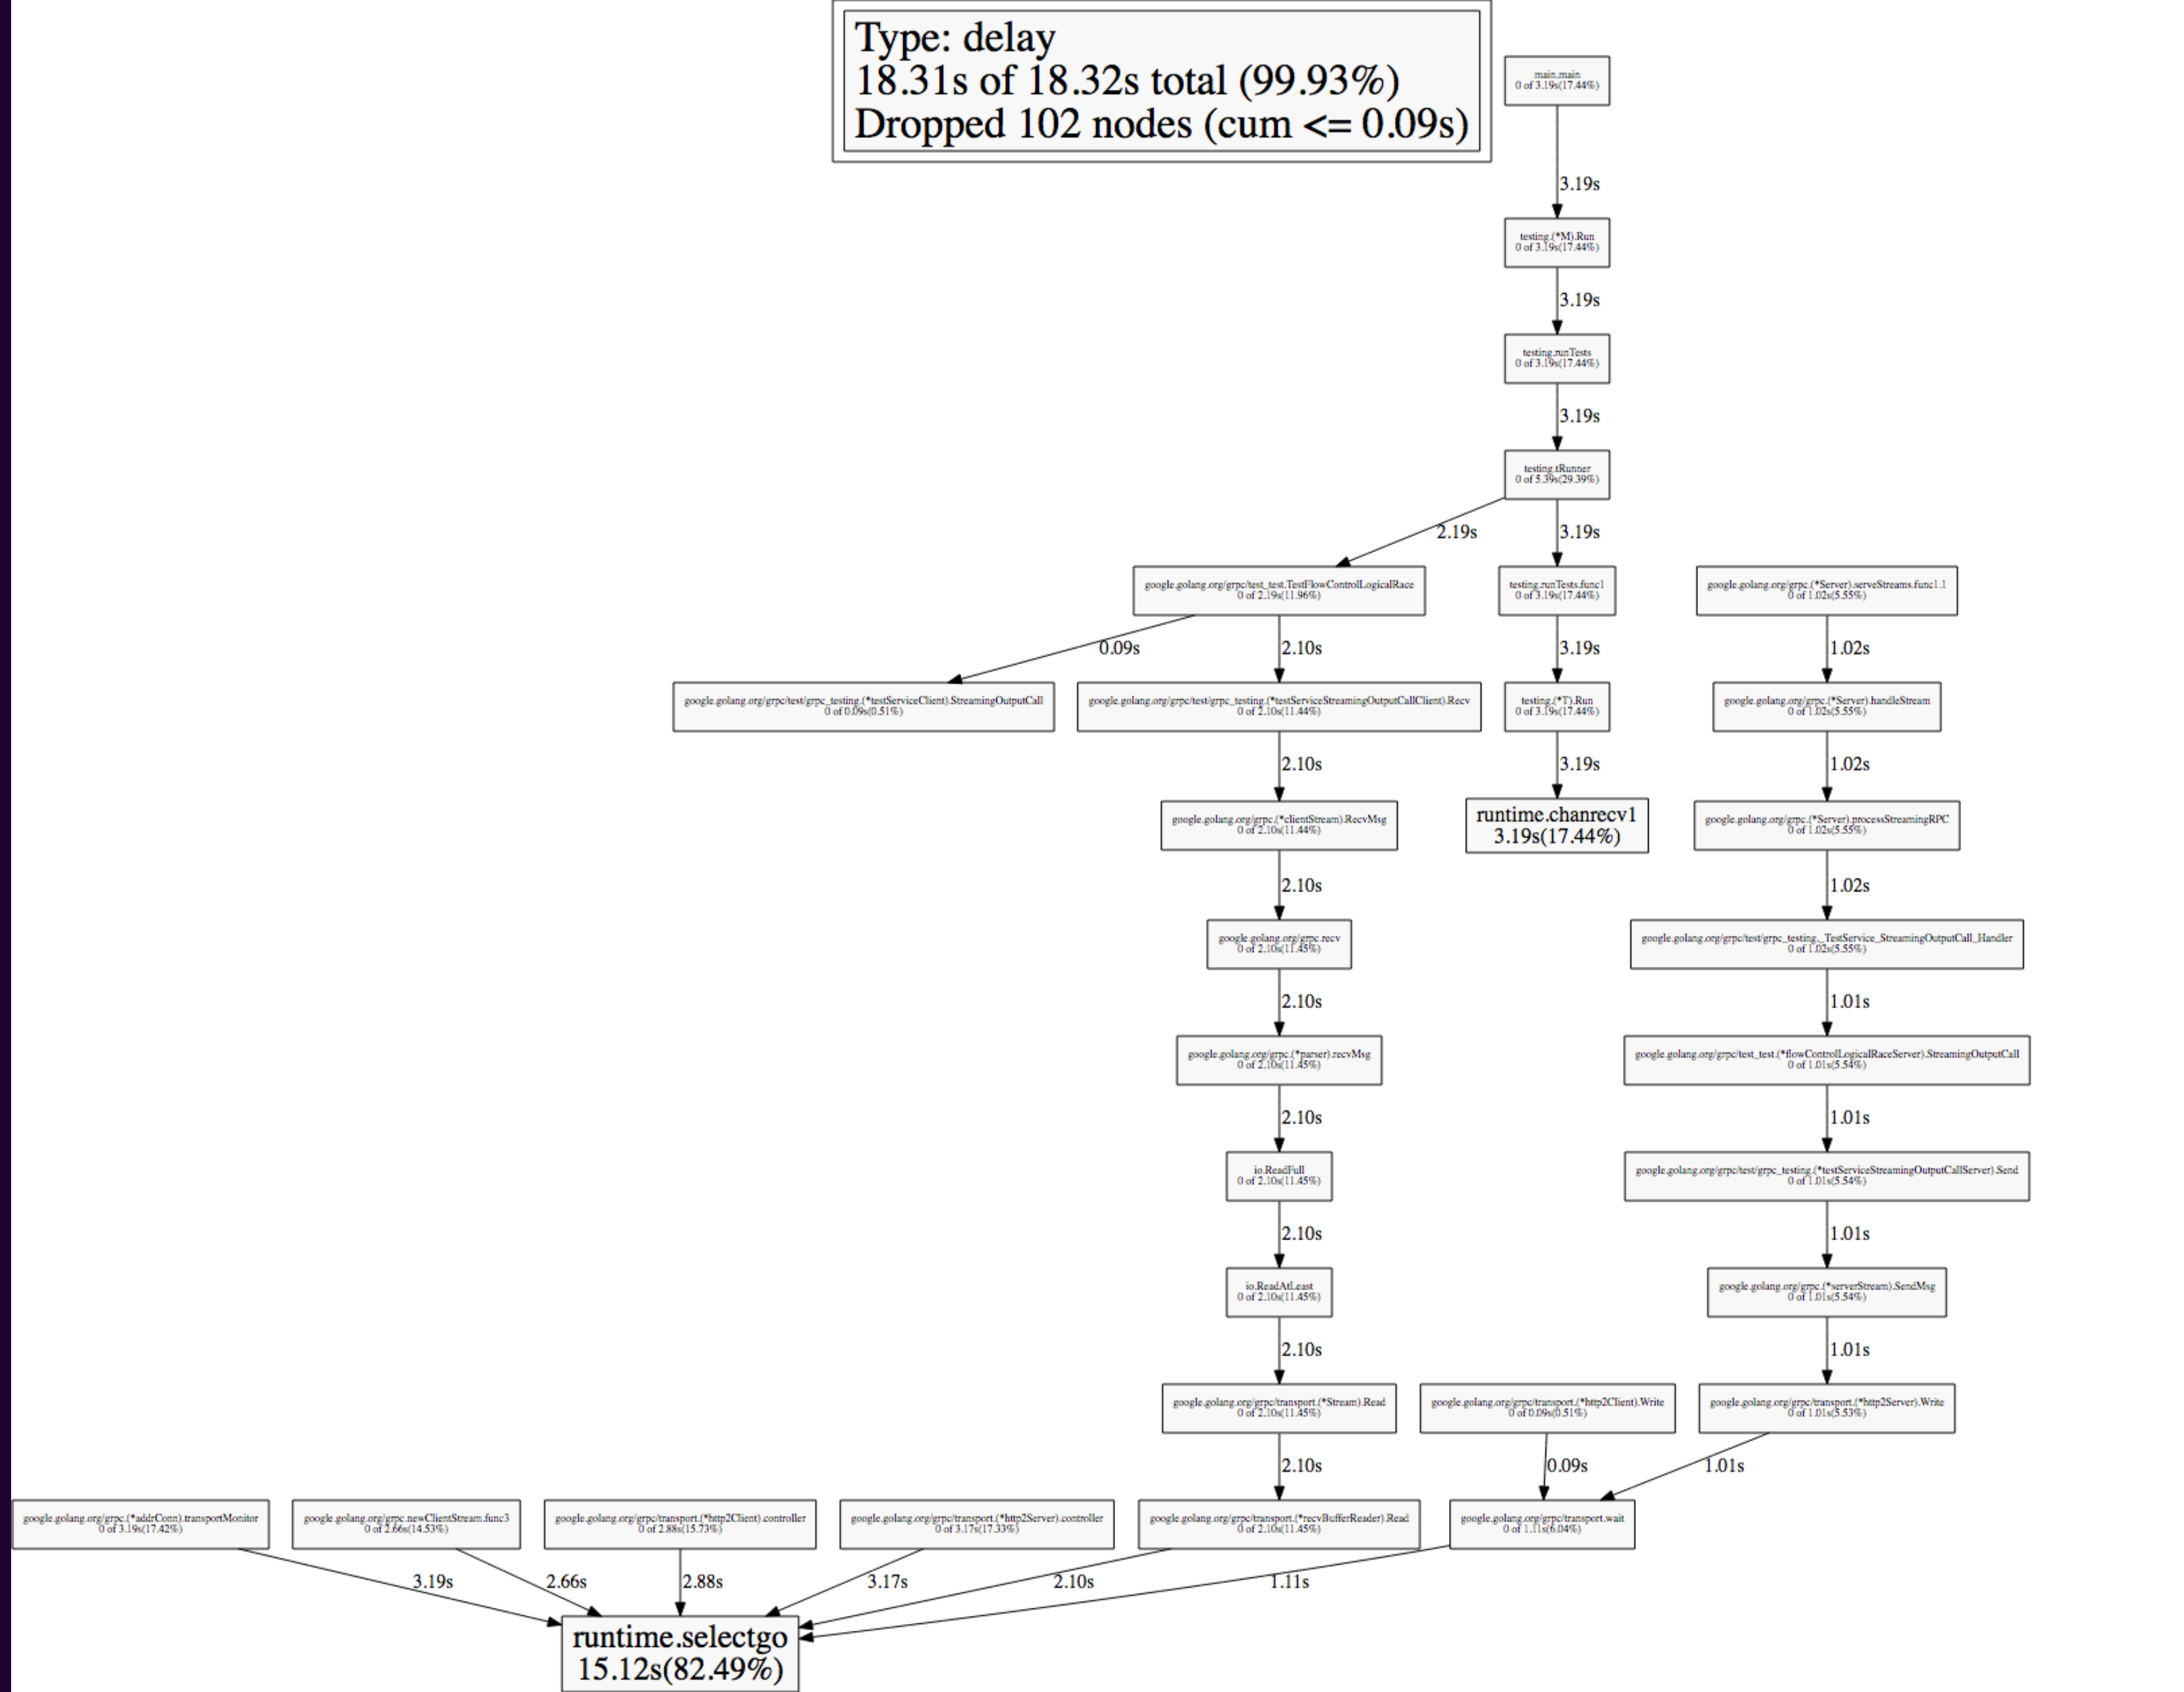 Type: delay
18.31s of 18.32s total (99.93%)
Dropped 102 nodes (cum <= 0.09s)
main.main
0 of 3.19s(17.44%)
3.19s
testing.(*M).Run
0 of 3.19s(17.44%)
3.19s
testing.runTests
0 of 3.19s(17.44%)
3.19s
testing.tRunner
0 of 5.39s(29.39%)
2.19s
3.19s
google.golang.org/grpc/test_test.TestFlowControlLogicalRace
0 of 2.19s(11.96%)
testing.runTests.func1
0 of 3.19s(17.44%)
google.golang.org/grpc.(*Server).serveStreams.func1.1
0 of 1.02s(5.55%)
0.09s
2.10s
3.19s
1.02s
google.golang.org/grpc/test/grpc_testing.(*testServiceClient).StreamingOutputCall
0 of 0.09s(0.51%)
google.golang.org/grpc/test/grpc_testing.(*testServiceStreamingOutputCallClient).Recv
0 of 2.10s(11.44%)
testing.(*T).Run
0 of 3.19s(17.44%)
google.golang.org/grpc.(*Server).handleStream
0 of 1.02s(5.55%)
2.10s
3.19s
1.02s
google.golang.org/grpc.(*clientStream).RecvMsg
0 of 2.10s(11.44%)
runtime.chanrecv1
3.19s(17.44%)
google.golang.org/grpc.(*Server).processStreamingRPC
0 of 1.02s(5.55%)
2.10s
1.02s
google.golang.org/grpc.recv
0 of 2.10s(11.45%)
google.golang.org/grpc/test/grpc_testing._TestService_StreamingOutputCall_Handler
0 of 1.02s(5.55%)
2.10s
1.01s
google.golang.org/grpc.(*parser).recvMsg
0 of 2.10s(11.45%)
google.golang.org/grpc/test_test.(*flowControlLogicalRaceServer).StreamingOutputCall
0 of 1.01s(5.54%)
2.10s
1.01s
io.ReadFull
0 of 2.10s(11.45%)
google.golang.org/grpc/test/grpc_testing.(*testServiceStreamingOutputCallServer).Send
0 of 1.01s(5.54%)
2.10s
1.01s
io.ReadAtLeast
0 of 2.10s(11.45%)
google.golang.org/grpc.(*serverStream).SendMsg
0 of 1.01s(5.54%)
2.10s
1.01s
google.golang.org/grpc/transport.(*Stream).Read
0 of 2.10s(11.45%)
google.golang.org/grpc/transport.(*http2Client).Write
0 of 0.09s(0.51%)
google.golang.org/grpc/transport.(*http2Server).Write
0 of 1.01s(5.53%)
2.10s
0.09s
1.01s
google.golang.org/grpc.(*addrConn).transportMonitor
0 of 3.19s(17.42%)
google.golang.org/grpc.newClientStream.func3
0 of 2.66s(14.53%)
google.golang.org/grpc/transport.(*http2Client).controller
0 of 2.88s(15.73%)
google.golang.org/grpc/transport.(*http2Server).controller
0 of 3.17s(17.33%)
google.golang.org/grpc/transport.(*recvBufferReader).Read
0 of 2.10s(11.45%)
google.golang.org/grpc/transport.wait
0 of 1.11s(6.04%)
3.19s
2.66s
2.88s
3.17s
2.10s
1.11s
runtime.selectgo
15.12s(82.49%)